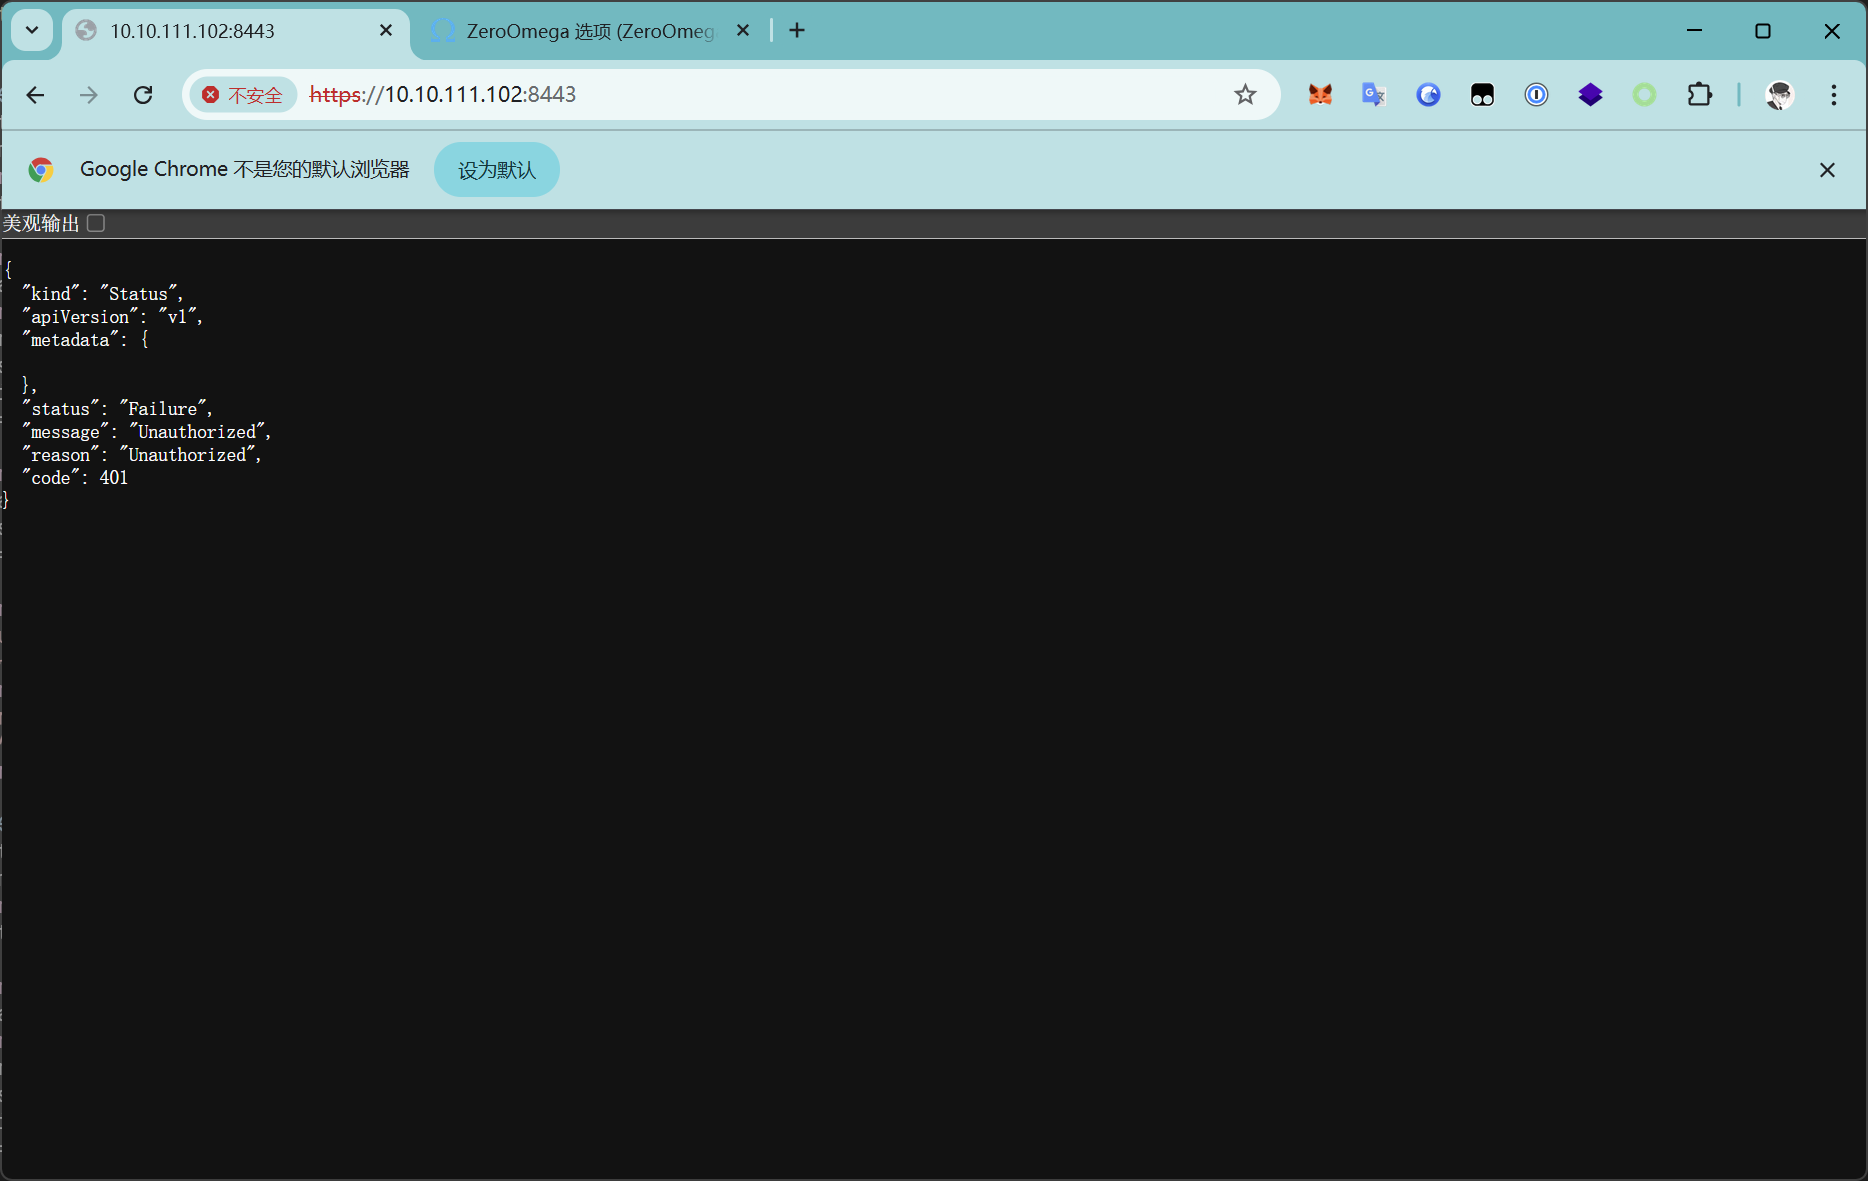 10.10.111.102:8443
ZeroOmega 选项 (ZeroOmeg
不安全
https://10.10.111.102:8443
Google Chrome 不是您的默认浏览器
设为默认
美观输出
{
"kind": "Status",
"apiVersion": "v1",
"metadata": {
},
"status": "Failure",
"message": "Unauthorized",
"reason": "Unauthorized",
"code": 401
}